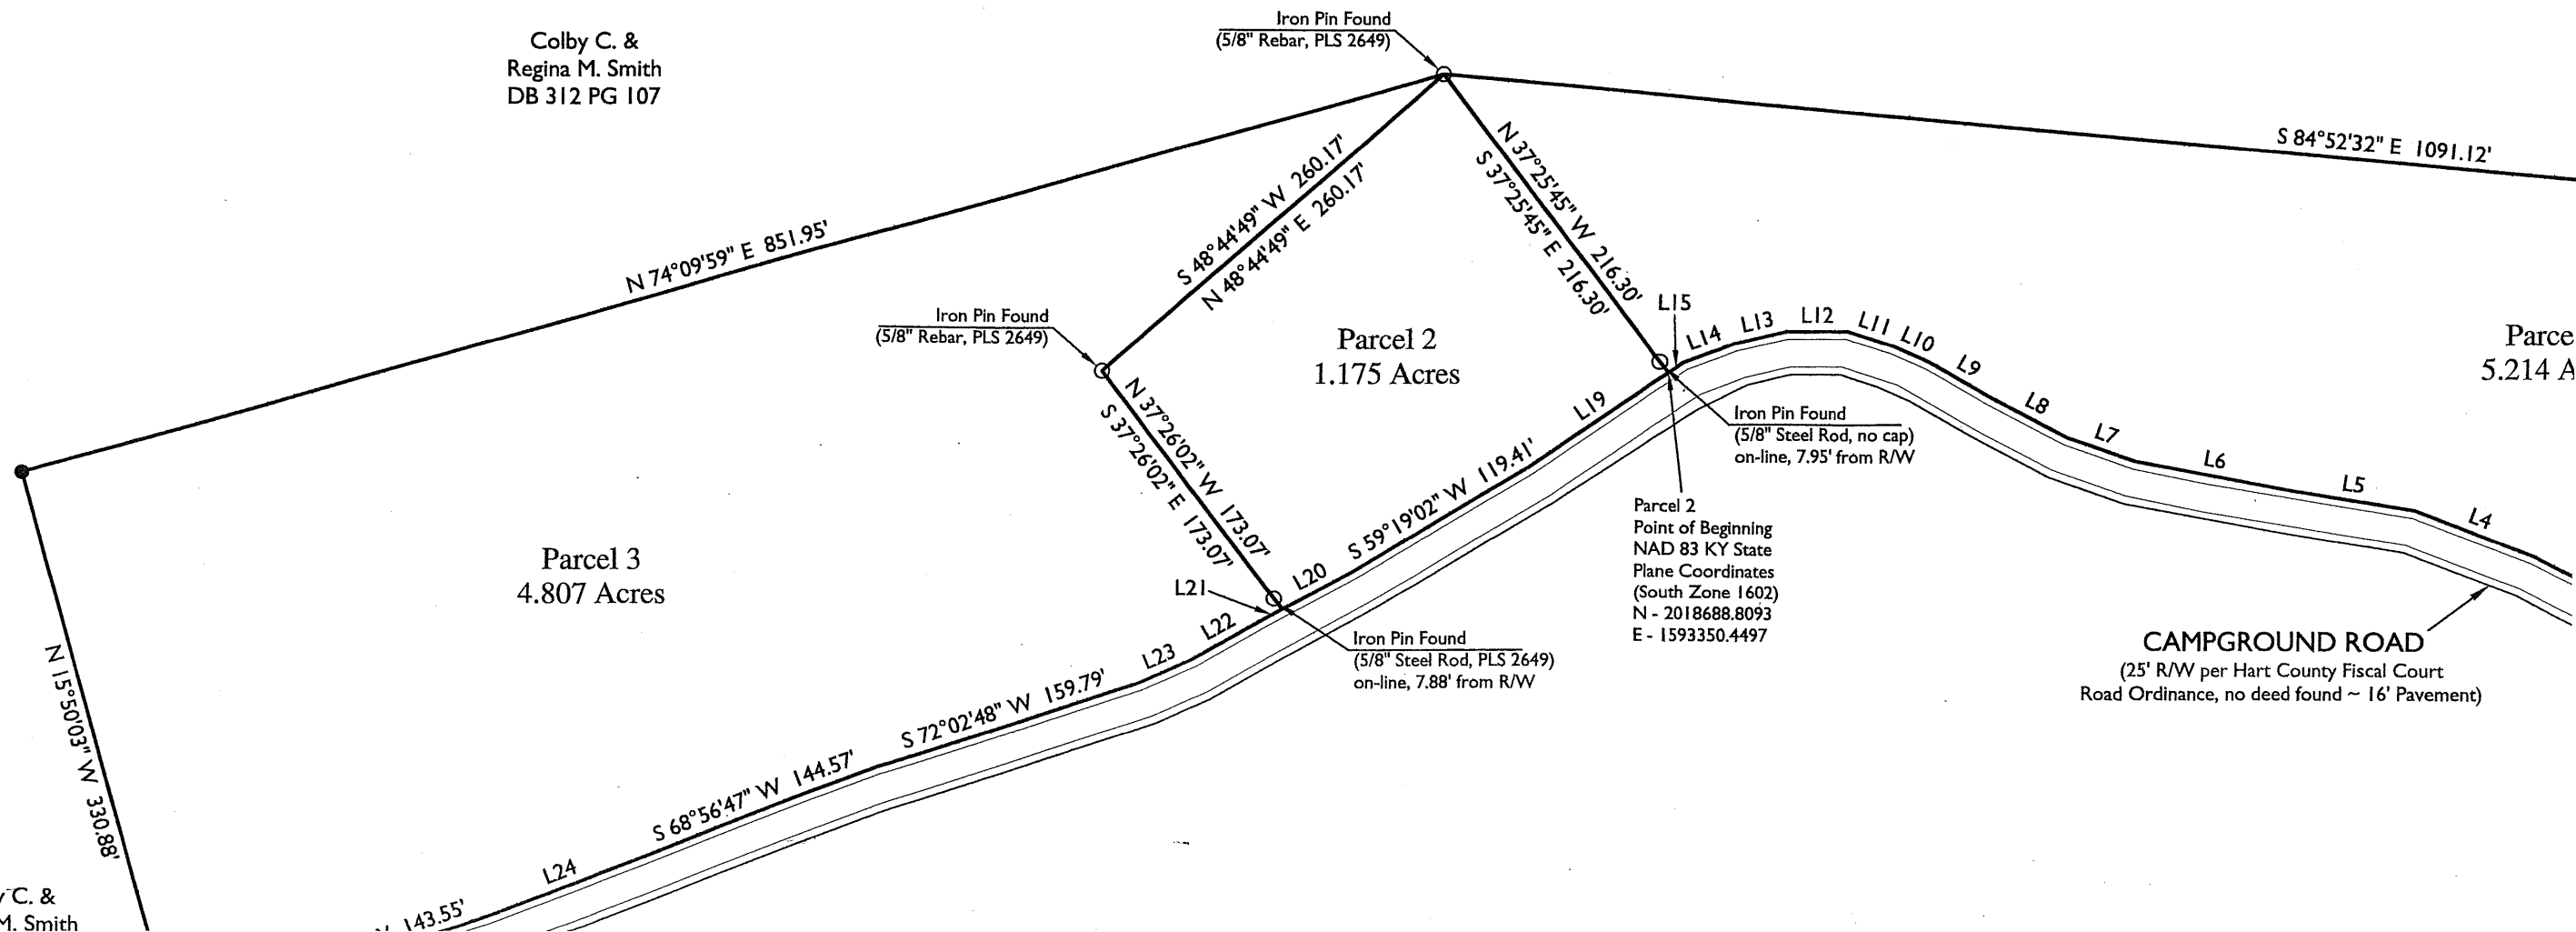 Iron Pin Found
(5/8" Rebar, PLS 2649)
Colby C. &
Regina M. Smith
DB 312 PG 107
S 84°52'32" E 1091.12'
N 74°09'59" E 851.95'
S 48°44'49" W 260.17'
N 48°44'49" E 260.17'
N 37°25'45" W 216.30'
S 37°25'45" E 216.30'
Iron Pin Found
(5/8" Rebar, PLS 2649)
Parcel 2
1.175 Acres
L15
L14
L13
L12
L11
L10
L9
L8
L7
L6
L5
L4
Parce
5.214 A
L19
Iron Pin Found
(5/8" Steel Rod, no cap)
on-line, 7.95' from R/W
N 37°26'02" W 173.07'
S 37°26'02" E 173.07'
S 59°19'02" W 119.41'
Parcel 2
Point of Beginning
NAD 83 KY State
Plane Coordinates
(South Zone 1602)
N - 2018688.8093
E - 1593350.4497
Parcel 3
4.807 Acres
L20
L21
L22
L23
Iron Pin Found
(5/8" Steel Rod, PLS 2649)
on-line, 7.88' from R/W
CAMPGROUND ROAD
(25' R/W per Hart County Fiscal Court
Road Ordinance, no deed found ~ 16' Pavement)
N 15°50'03" W 330.88'
S 72°02'48" W 159.79'
S 68°56'47" W 144.57'
L24
143.55'
C. &
M. Smith